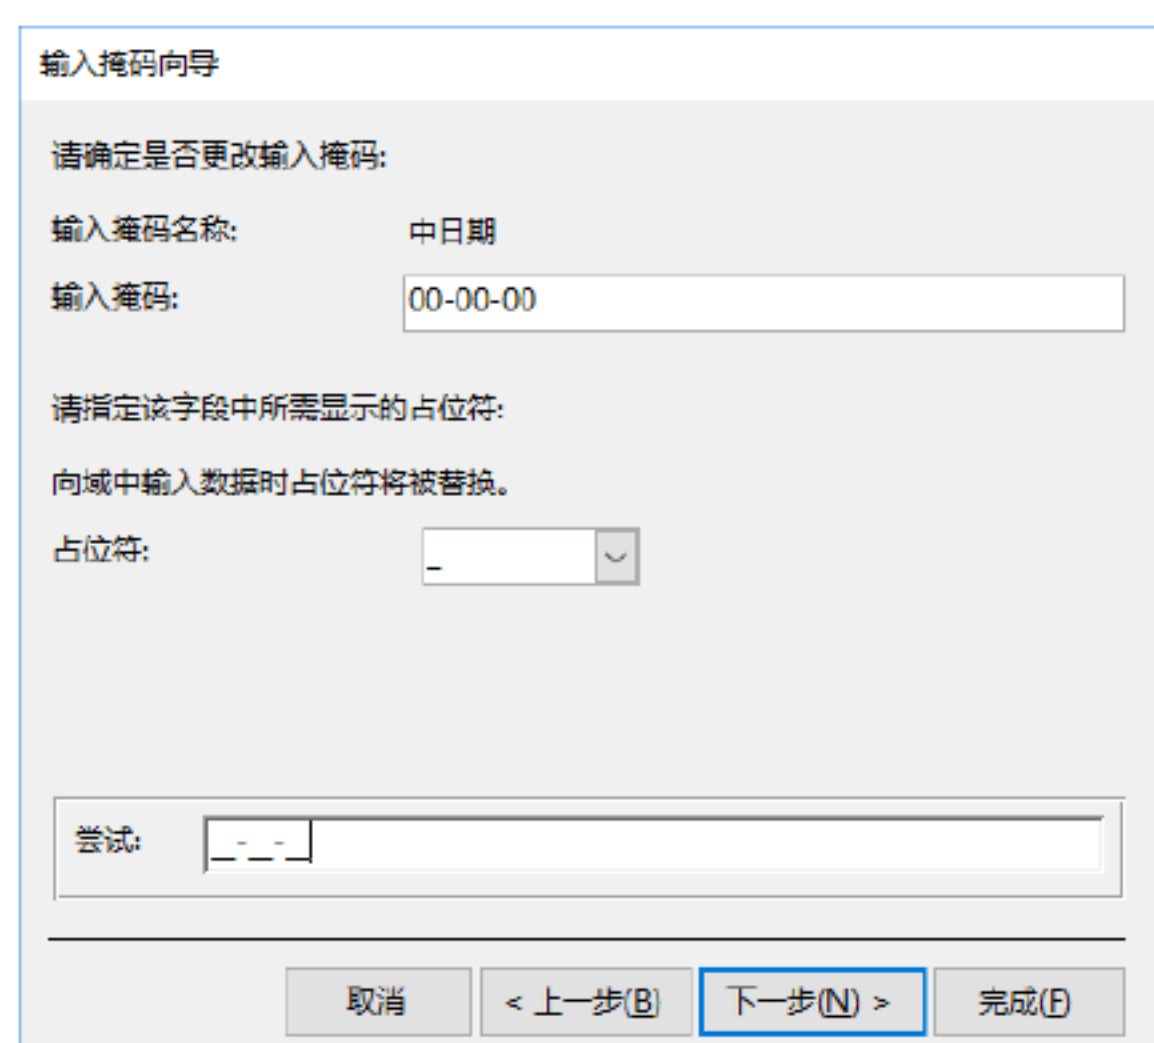 输入掩码向导
请确定是否更改输入掩码:
输入掩码名称: 中日期
输入掩码: 00-00-00
请指定该字段中所需显示的占位符:
向域中输入数据时占位符将被替换。
占位符: _
尝试: __-__-__
取消 < 上一步(B) 下一步(N) > 完成(F)